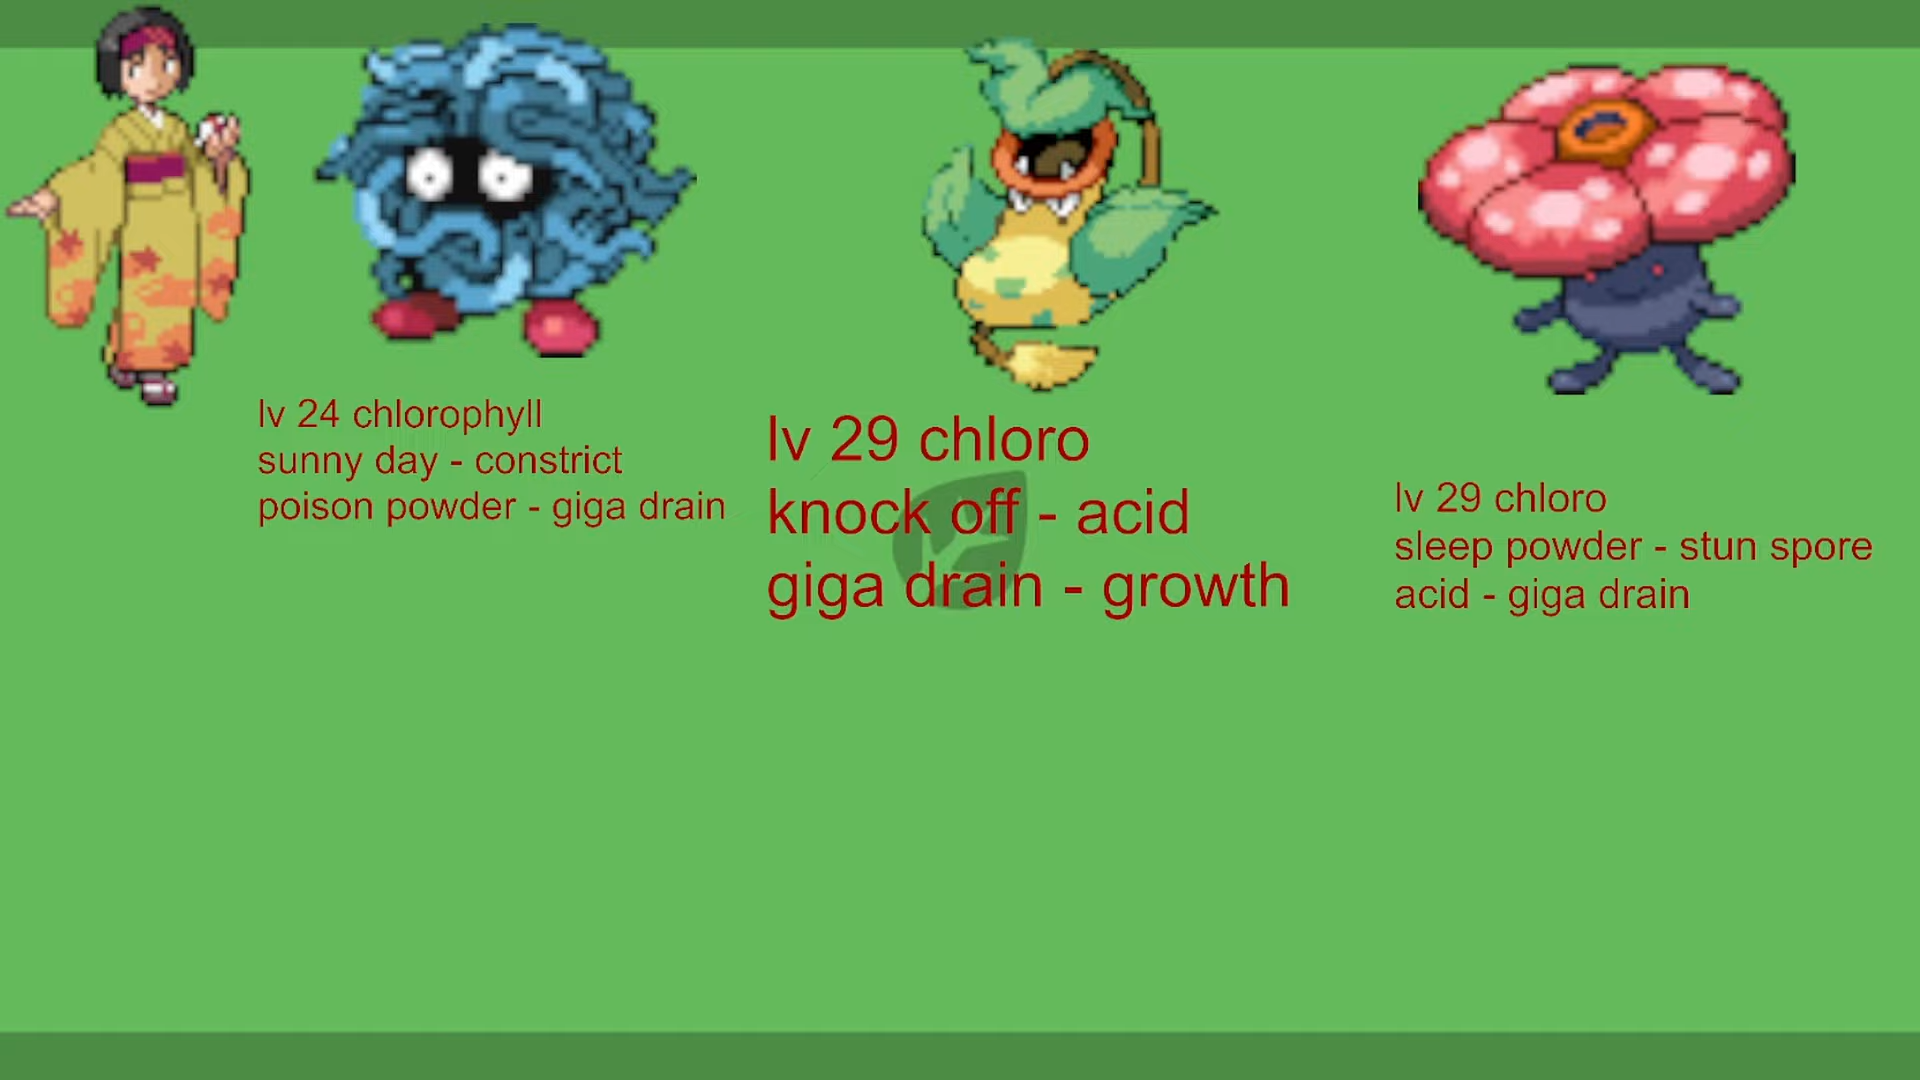 lv 24 chlorophyll
sunny day - constrict
poison powder - giga drain
lv 29 chloro
knock off - acid
giga drain - growth
lv 29 chloro
sleep powder - stun spore
acid - giga drain